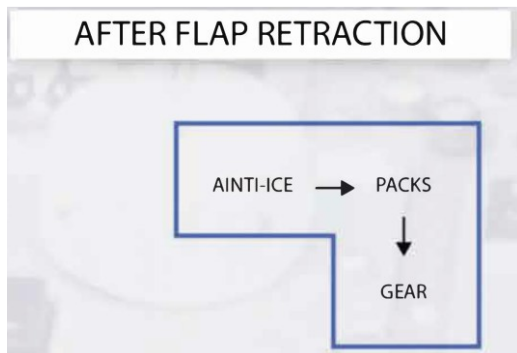 AFTER FLAP RETRACTION
AINTI-ICE → PACKS
↓
GEAR